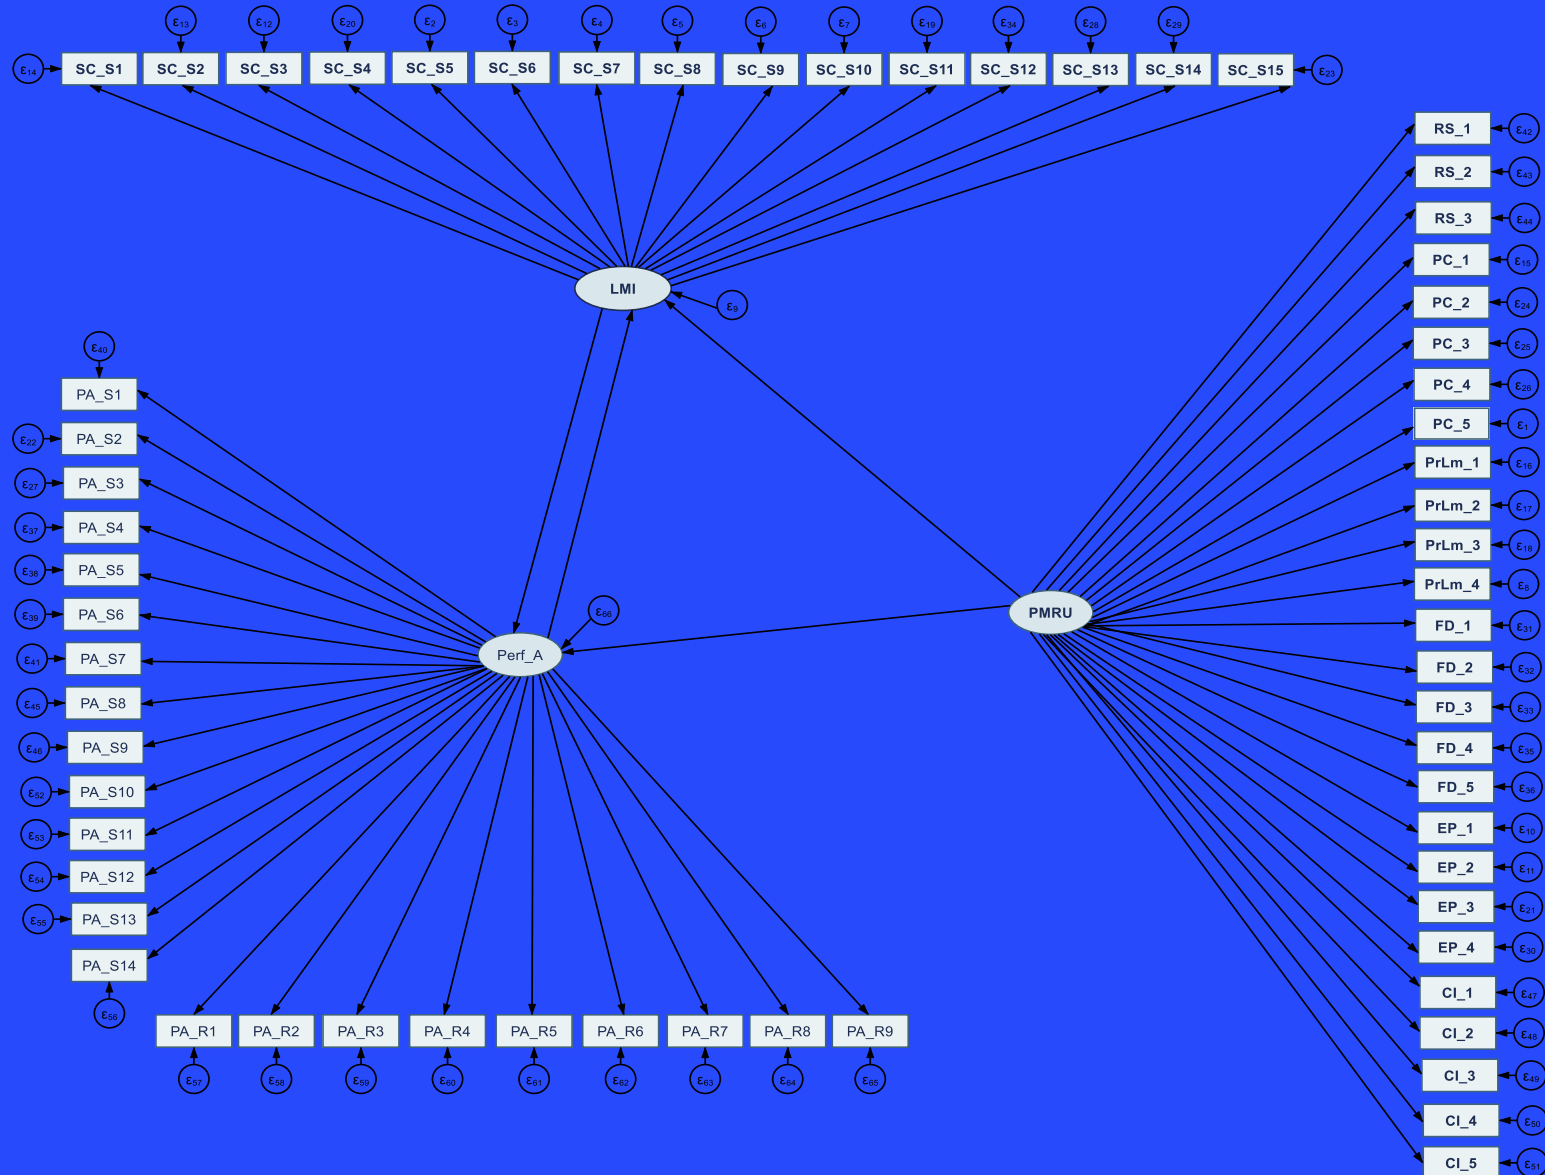 ε13 ε12 ε20 ε2 ε3 ε4 ε5 ε6 ε7 ε19 ε34 ε28 ε29
ε14 SC_S1 SC_S2 SC_S3 SC_S4 SC_S5 SC_S6 SC_S7 SC_S8 SC_S9 SC_S10 SC_S11 SC_S12 SC_S13 SC_S14 SC_S15 ε23
LMI
ε9
RS_1 ε42
RS_2 ε43
RS_3 ε44
PC_1 ε15
PC_2 ε24
PC_3 ε25
PC_4 ε26
PC_5 ε1
PrLm_1 ε16
PrLm_2 ε17
PrLm_3 ε18
PrLm_4 ε8
FD_1 ε31
FD_2 ε32
FD_3 ε33
FD_4 ε35
FD_5 ε36
EP_1 ε10
EP_2 ε11
EP_3 ε21
EP_4 ε30
CI_1 ε47
CI_2 ε48
CI_3 ε49
CI_4 ε50
CI_5 ε51
PMRU
ε66
Perf_A
ε40
PA_S1
ε22 PA_S2
ε27 PA_S3
ε37 PA_S4
ε38 PA_S5
ε39 PA_S6
ε41 PA_S7
ε45 PA_S8
ε46 PA_S9
ε52 PA_S10
ε53 PA_S11
ε54 PA_S12
ε55 PA_S13
PA_S14
ε56
PA_R1 PA_R2 PA_R3 PA_R4 PA_R5 PA_R6 PA_R7 PA_R8 PA_R9
ε57 ε58 ε59 ε60 ε61 ε62 ε63 ε64 ε65